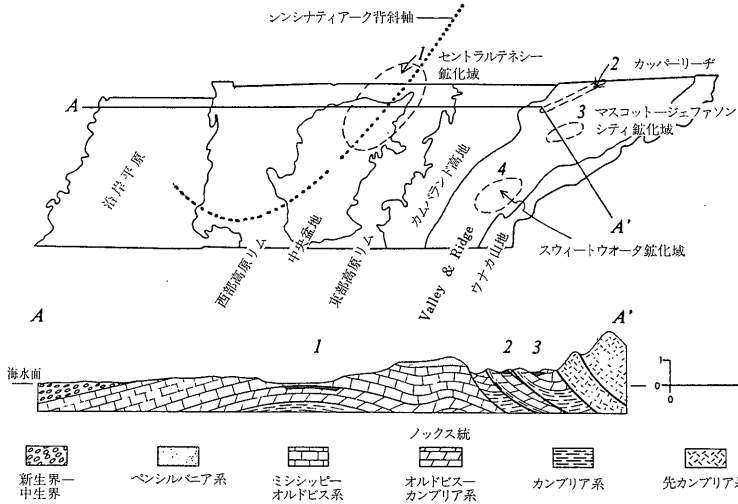 シンシナティアーク背斜軸
1
セントラルテネシー
鉱化域
2
カッパーリーヂ
A
3
マスコットージェファソン
シティ鉱化域
沿岸平原
カムバランド高地
4
A'
中央盆地
西部高原リム
東部高原リム
Valley & Ridge
ウナカ山地
スウィートウオータ鉱化域
A
1
2
3
A'
海水面
0
1
0
0
新生界ー
中生界
ペンシルバニア系
ミシシッピー
オルドビス系
ノックス統
オルドビスー
カンブリア系
カンブリア系
先カンブリア系